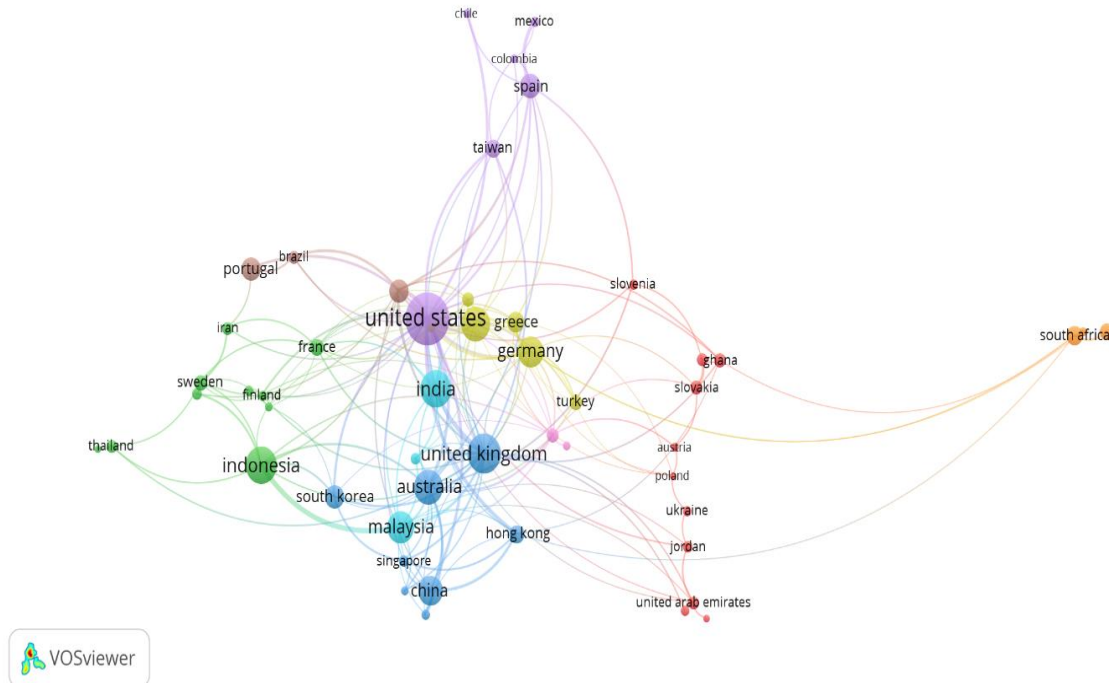 chile
mexico
colombia
spain
taiwan
portugal
brazil
slovenia
united states
greece
iran
france
germany
south africa
ghana
sweden
finland
india
slovakia
turkey
thailand
indonesia
united kingdom
austria
south korea
australia
poland
malaysia
hong kong
ukraine
singapore
jordan
china
united arab emirates
VOSviewer